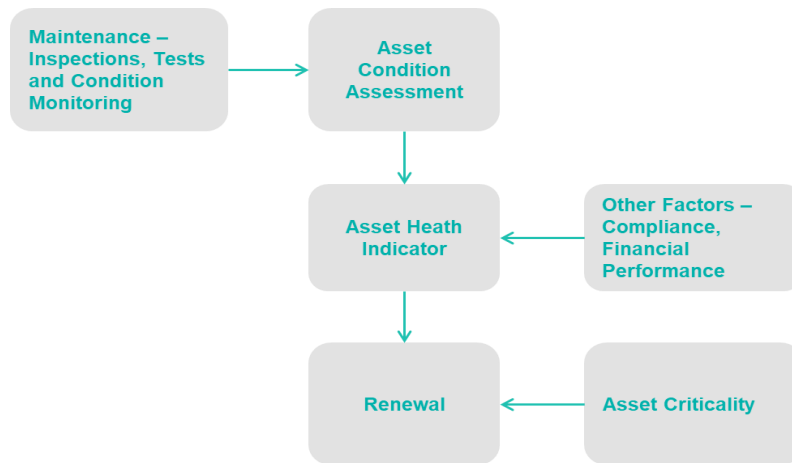 Maintenance –
Inspections, Tests
and Condition
Monitoring
Asset
Condition
Assessment
Asset Heath
Indicator
Other Factors –
Compliance,
Financial
Performance
Renewal
Asset Criticality